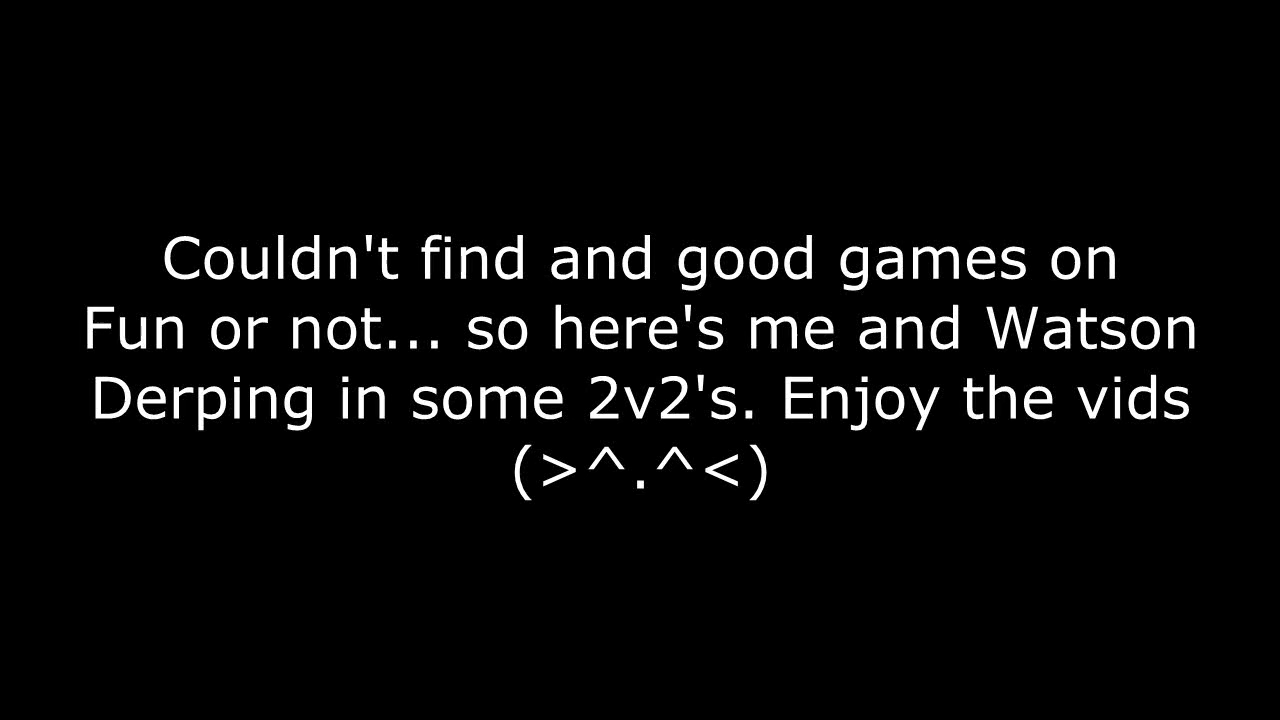 Couldn't find and good games on
Fun or not... so here's me and Watson
Derping in some 2v2's. Enjoy the vids
(>^.^<)